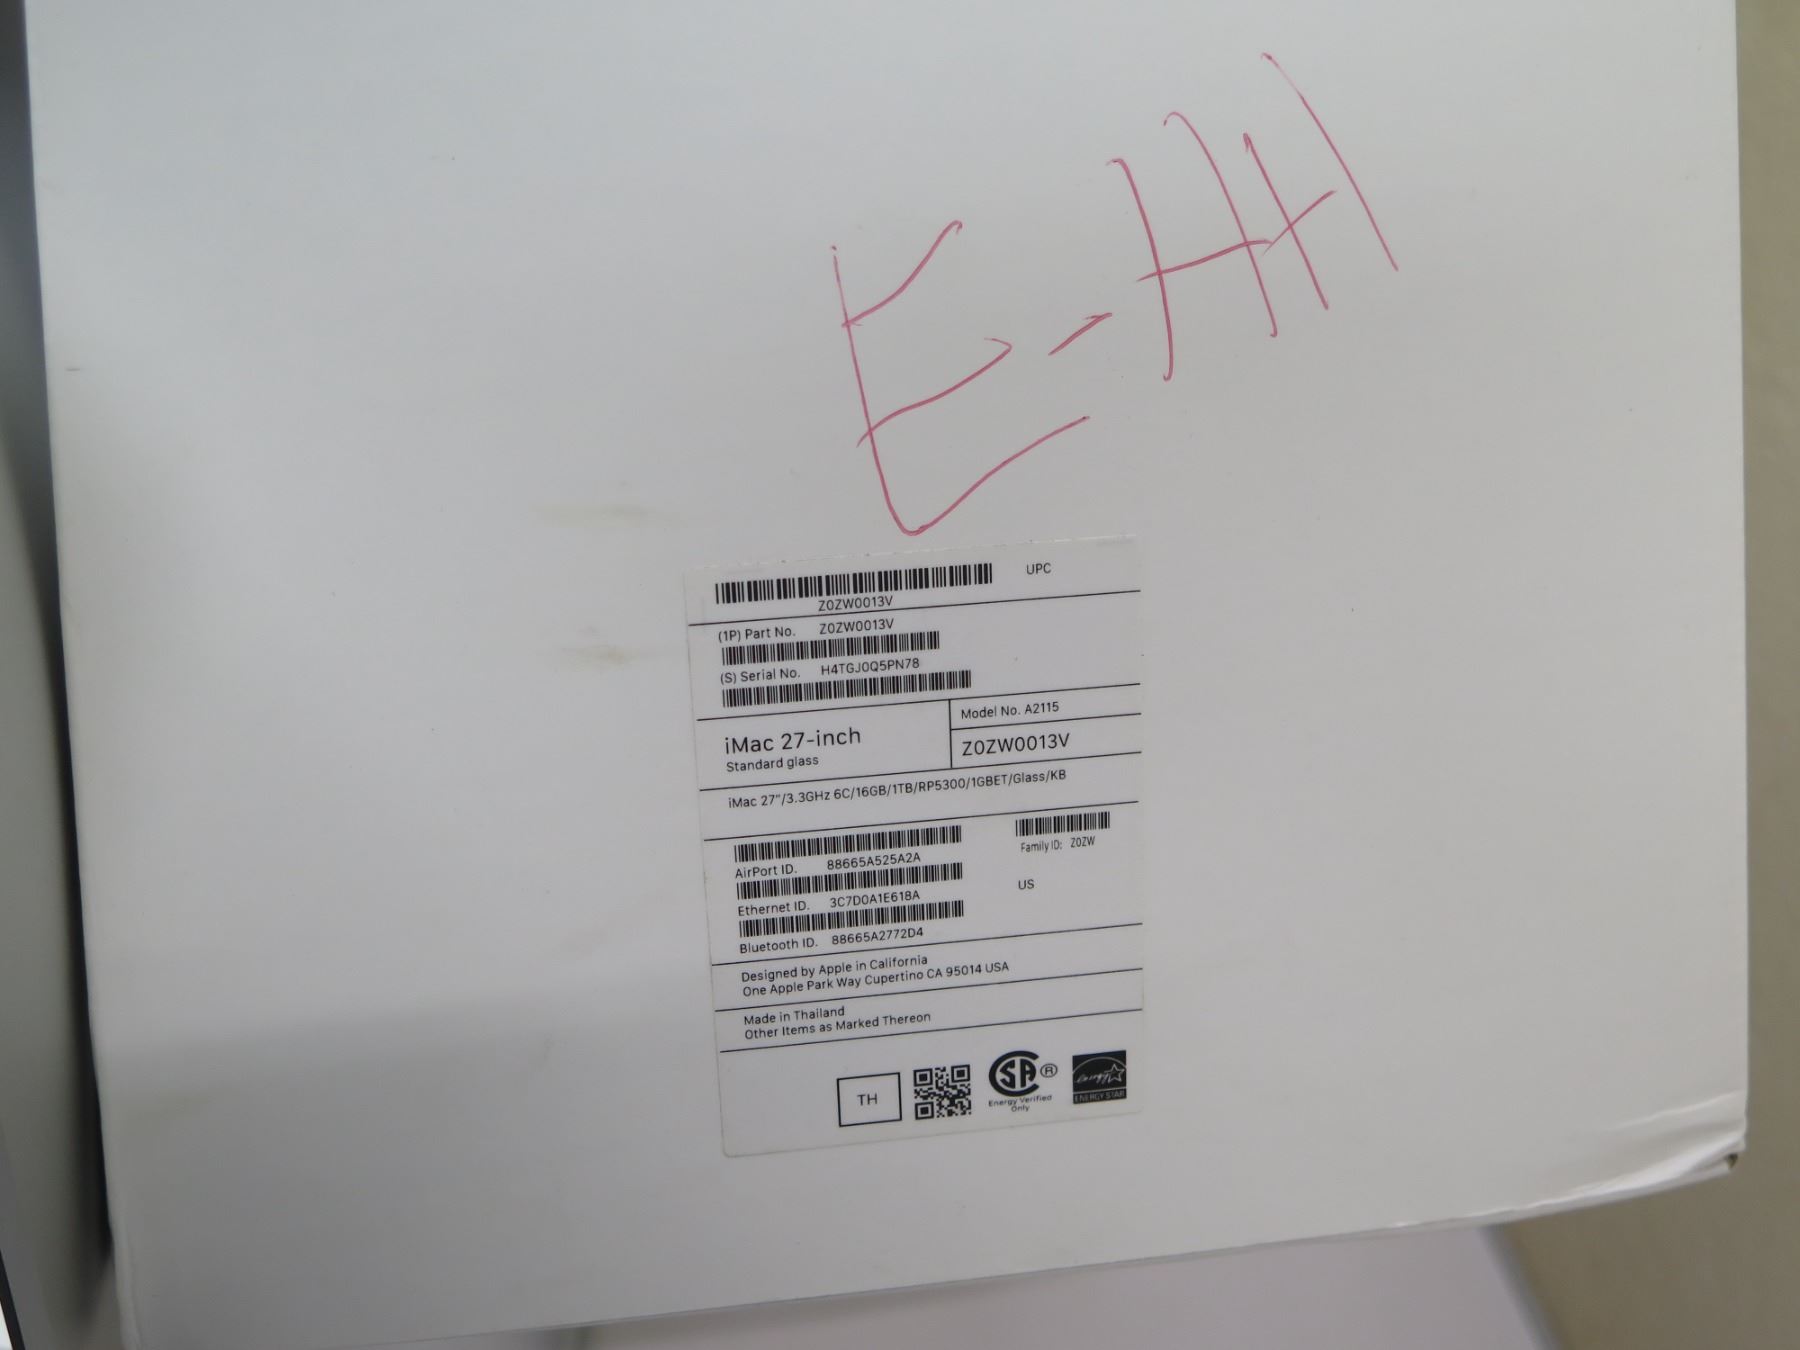 E-HH
Z0ZW0013V
UPC
(1P) Part No. Z0ZW0013V
(S) Serial No. H4TGJ0Q5PN78
iMac 27-inch
Standard glass
Model No. A2115
Z0ZW0013V
iMac 27"/3.3GHz 6C/16GB/1TB/RP5300/1GBET/Glass/KB
AirPort ID. 88665A525A2A
Family ID: Z0ZW
Ethernet ID. 3C7D0A1E618A
US
Bluetooth ID. 88665A2772D4
Designed by Apple in California
One Apple Park Way Cupertino CA 95014 USA
Made in Thailand
Other Items as Marked Thereon
TH
SA ®
Energy Verified
Only
energy
ENERGY STAR